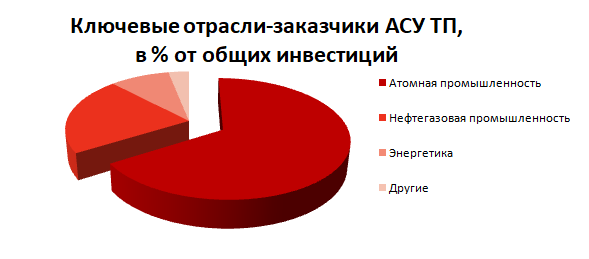 Ключевые отрасли-заказчики АСУ ТП,
в % от общих инвестиций
Атомная промышленность
Нефтегазовая промышленность
Энергетика
Другие